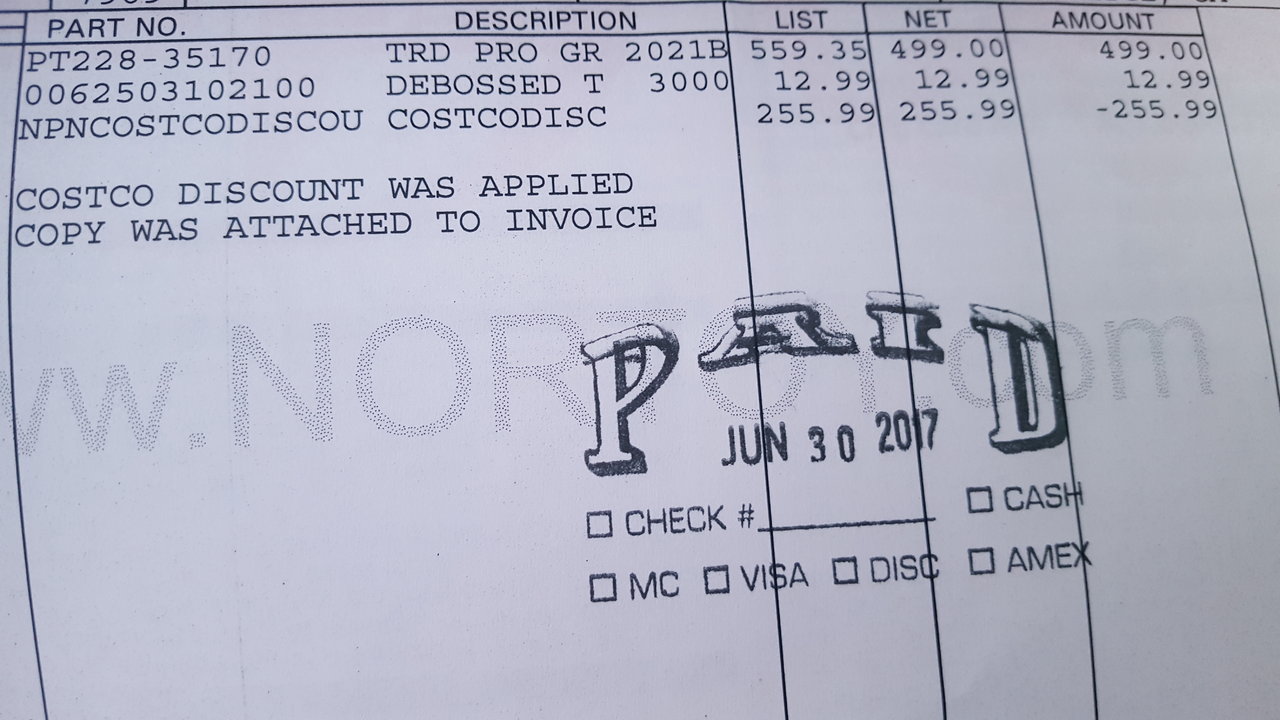 PART NO. DESCRIPTION LIST NET AMOUNT
PT228-35170 TRD PRO GR 2021B 559.35 499.00 499.00
0062503102100 DEBOSSED T 3000 12.99 12.99 12.99
NPNCOSTCODISCOU COSTCODISC 255.99 255.99 -255.99
COSTCO DISCOUNT WAS APPLIED
COPY WAS ATTACHED TO INVOICE
PAID
JUN 30 2017
☐ CHECK # ☐ CASH
☐ MC ☐ VISA ☐ DISC ☐ AMEX